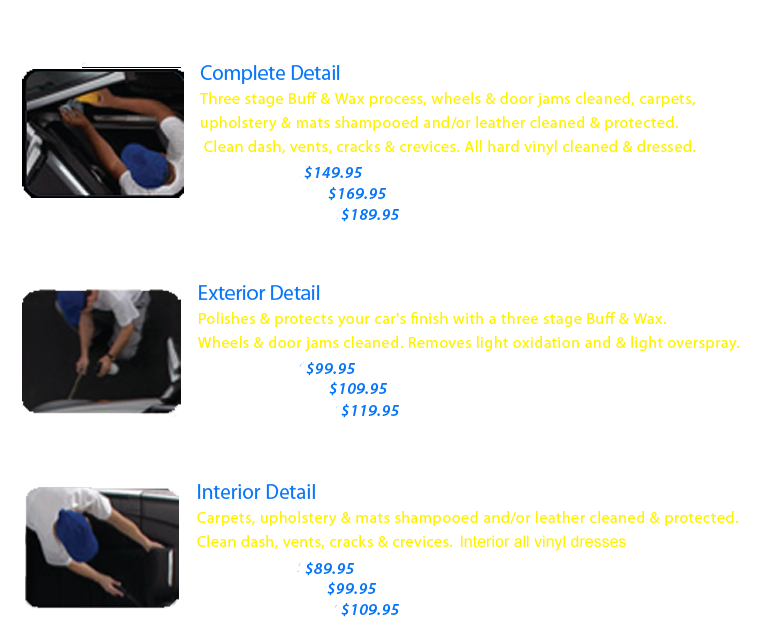 Complete Detail
Three stage Buff & Wax process, wheels & door jams cleaned, carpets,
upholstery & mats shampooed and/or leather cleaned & protected.
Clean dash, vents, cracks & crevices. All hard vinyl cleaned & dressed.
$149.95
$169.95
$189.95
Exterior Detail
Polishes & protects your car's finish with a three stage Buff & Wax.
Wheels & door jams cleaned. Removes light oxidation and & light overspray.
$99.95
$109.95
$119.95
Interior Detail
Carpets, upholstery & mats shampooed and/or leather cleaned & protected.
Clean dash, vents, cracks & crevices. Interior all vinyl dresses
$89.95
$99.95
$109.95